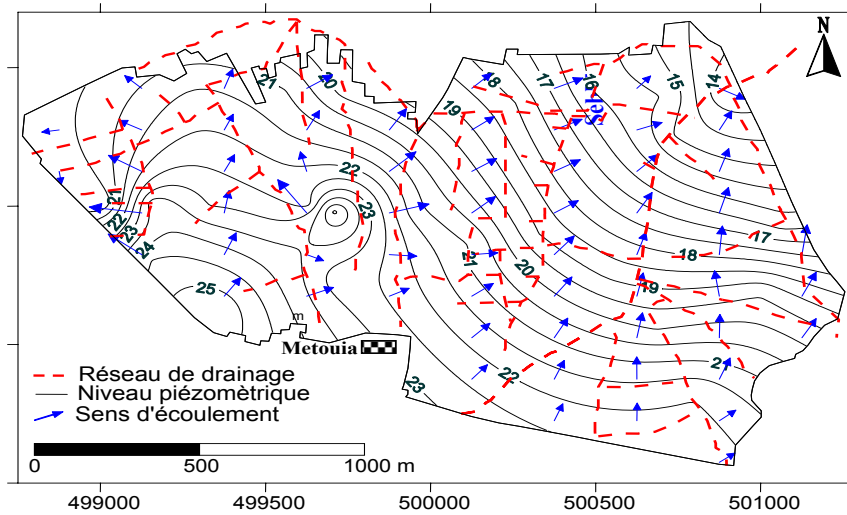 N
21
20
19
18
17
16
15
14
Seb
22
23
21
22
23
24
25
21
20
19
18
17
22
23
2
m
Metouia
Réseau de drainage
Niveau piézomètrique
Sens d'écoulement
0 500 1000 m
499000 499500 500000 500500 501000